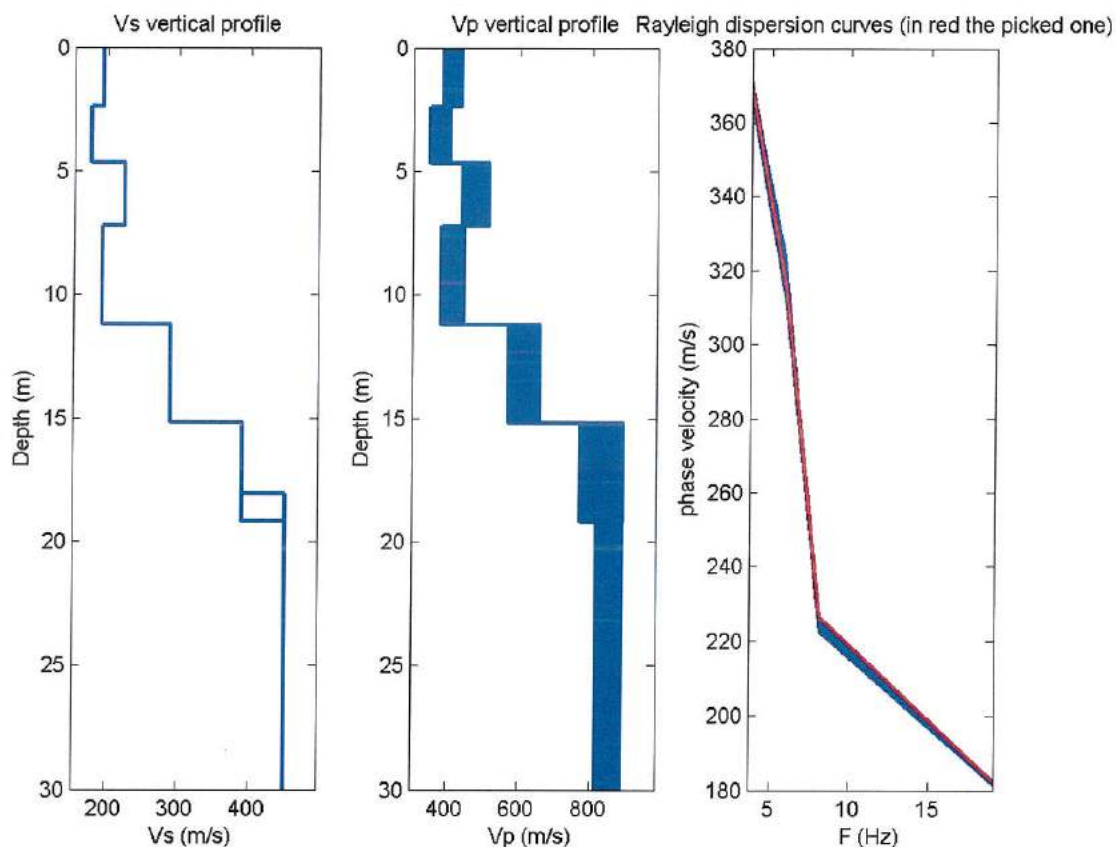 Vs vertical profile
0
5
10
15
20
25
30
Depth (m)
200 300 400
Vs (m/s)
Vp vertical profile
0
5
10
15
20
25
30
Depth (m)
400 600 800
Vp (m/s)
Rayleigh dispersion curves (in red the picked one)
380
360
340
320
300
280
260
240
220
200
180
phase velocity (m/s)
5 10 15
F (Hz)